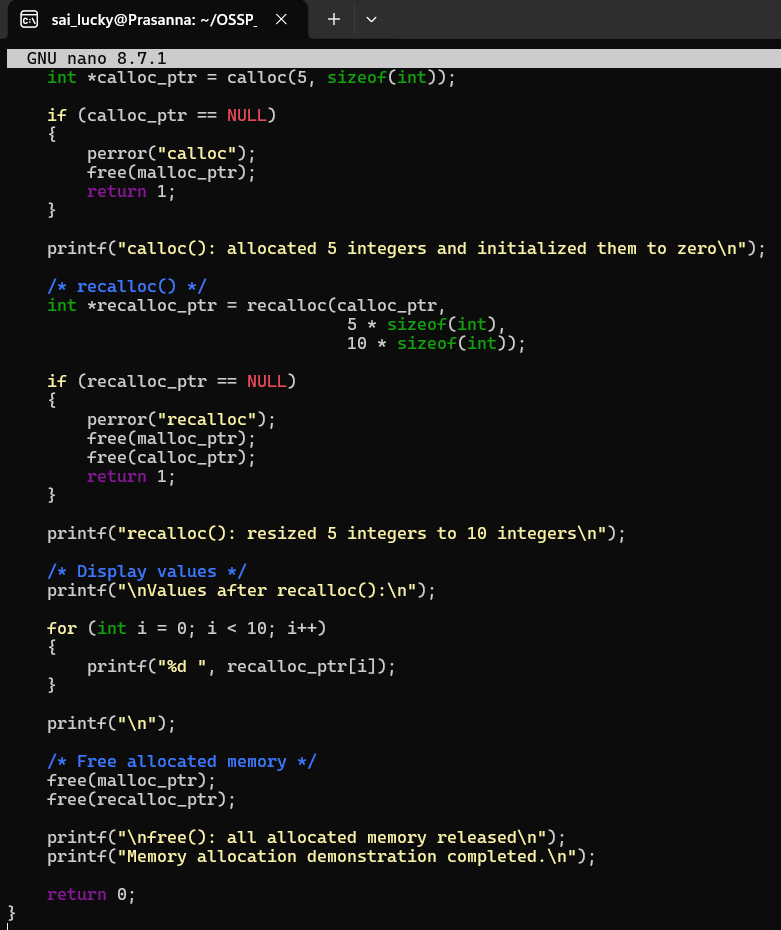 sai_lucky@Prasanna: ~/OSSP_
GNU nano 8.7.1
    int *calloc_ptr = calloc(5, sizeof(int));

    if (calloc_ptr == NULL)
    {
        perror("calloc");
        free(malloc_ptr);
        return 1;
    }

    printf("calloc(): allocated 5 integers and initialized them to zero\n");

    /* recalloc() */
    int *recalloc_ptr = recalloc(calloc_ptr,
                                  5 * sizeof(int),
                                  10 * sizeof(int));

    if (recalloc_ptr == NULL)
    {
        perror("recalloc");
        free(malloc_ptr);
        free(calloc_ptr);
        return 1;
    }

    printf("recalloc(): resized 5 integers to 10 integers\n");

    /* Display values */
    printf("\nValues after recalloc():\n");

    for (int i = 0; i < 10; i++)
    {
        printf("%d ", recalloc_ptr[i]);
    }

    printf("\n");

    /* Free allocated memory */
    free(malloc_ptr);
    free(recalloc_ptr);

    printf("\nfree(): all allocated memory released\n");
    printf("Memory allocation demonstration completed.\n");

    return 0;
}